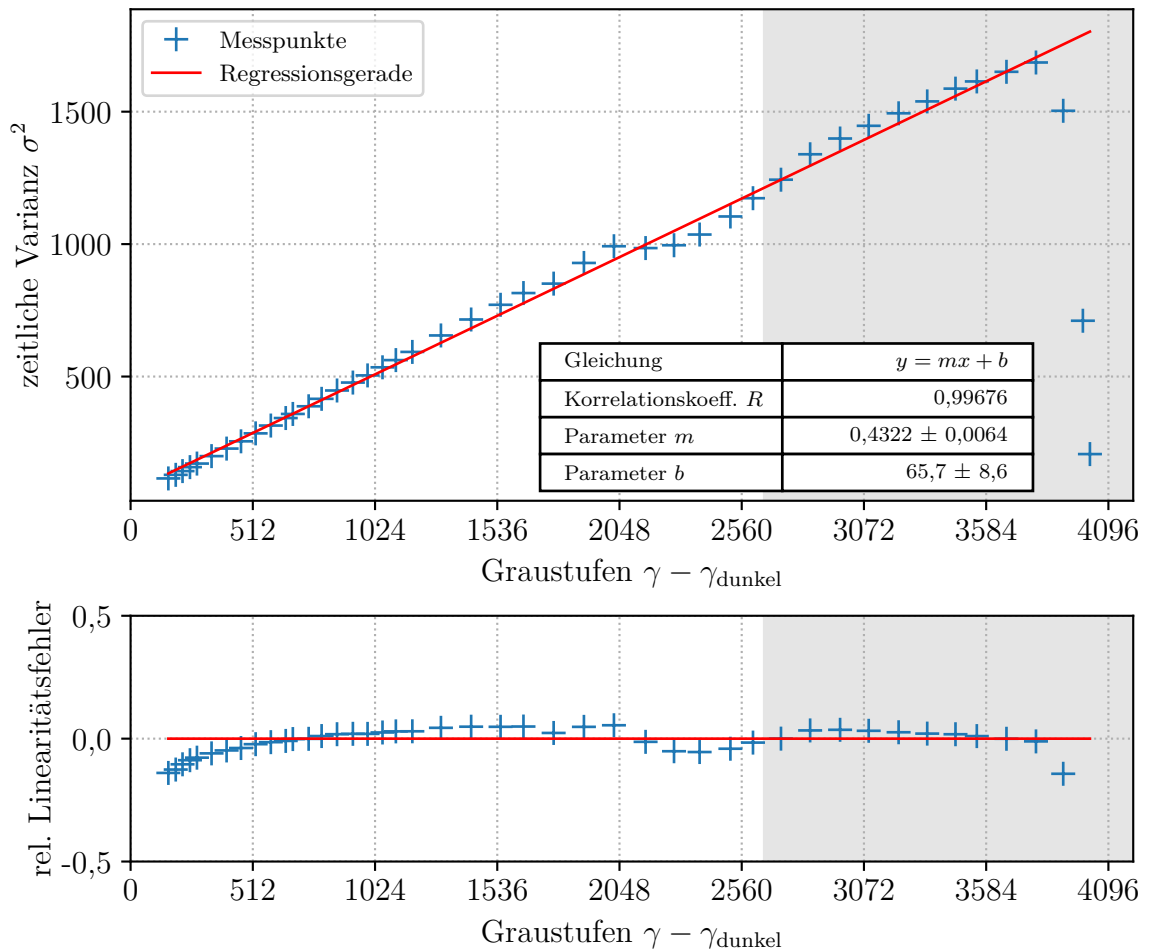 Messpunkte
Regressionsgerade
1500
1000
500
zeitliche Varianz σ²
Gleichung y = mx + b
Korrelationskoeff. R 0,99676
Parameter m 0,4322 ± 0,0064
Parameter b 65,7 ± 8,6
0 512 1024 1536 2048 2560 3072 3584 4096
Graustufen γ − γdunkel
0,5
0,0
-0,5
rel. Linearitätsfehler
0 512 1024 1536 2048 2560 3072 3584 4096
Graustufen γ − γdunkel